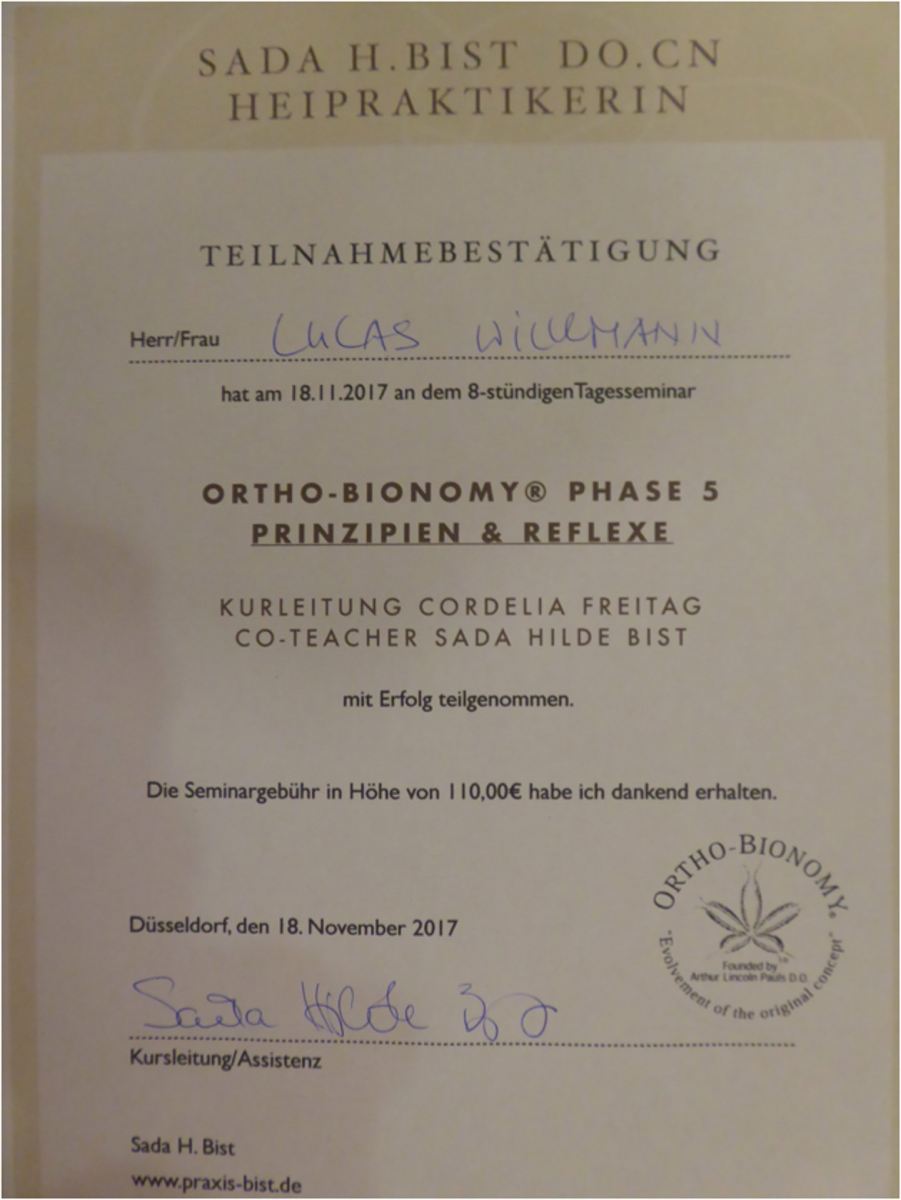 SADA H.BIST DO.CN
HEIPRAKTIKERIN
TEILNAHMEBESTÄTIGUNG
Herr/Frau LUCAS WILLMANN
hat am 18.11.2017 an dem 8-stündigen Tagesseminar
ORTHO-BIONOMY® PHASE 5
PRINZIPIEN & REFLEXE
KURLEITUNG CORDELIA FREITAG
CO-TEACHER SADA HILDE BIST
mit Erfolg teilgenommen.
Die Seminargebühr in Höhe von 110,00€ habe ich dankend erhalten.
ORTHO-BIONOMY®
Founded by
Arthur Lincoln Pauls D.O.
"Evolvement of the original concept"
Düsseldorf, den 18. November 2017
Sada Hilde Bist
Kursleitung/Assistenz
Sada H. Bist
www.praxis-bist.de